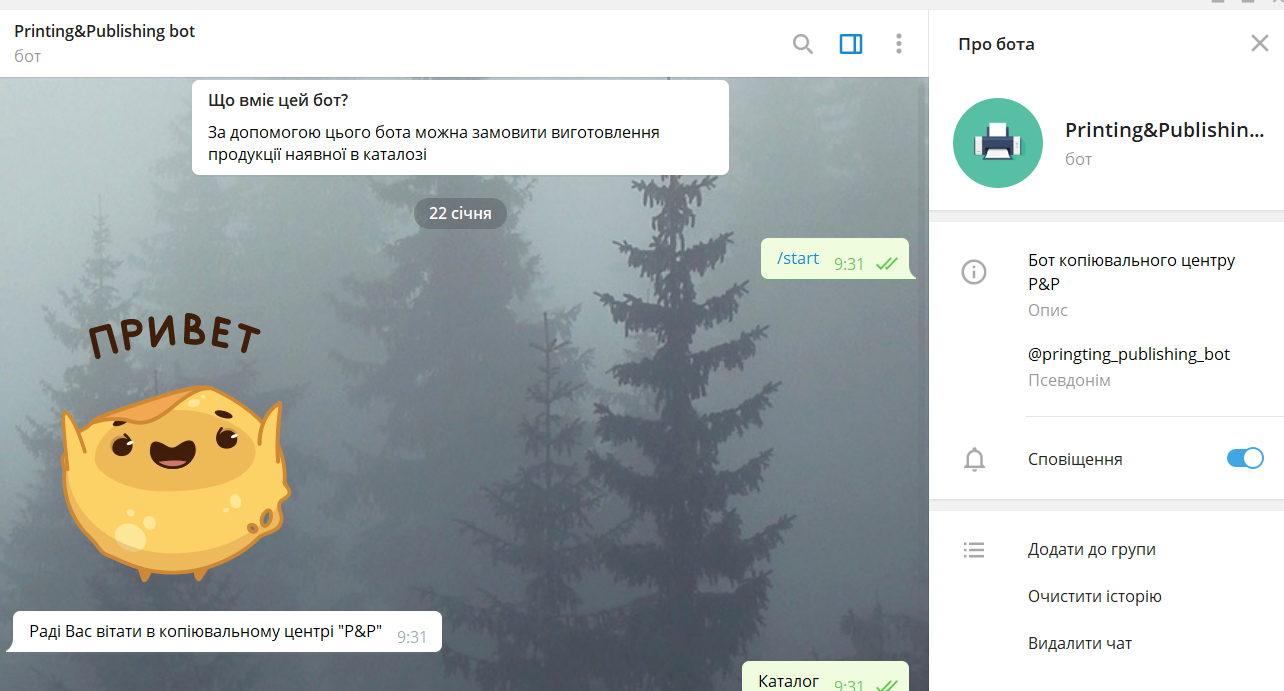 Printing&Publishing bot
бот
Що вміє цей бот?
За допомогою цього бота можна замовити виготовлення
продукції наявної в каталозі
22 січня
/start 9:31
ПРИВЕТ
Раді Вас вітати в копіювальному центрі "P&P" 9:31
Каталог 9:31
Про бота
Printing&Publishin...
бот
Бот копіювального центру
P&P
Опис
@pringting_publishing_bot
Псевдонім
Сповіщення
Додати до групи
Очистити історію
Видалити чат